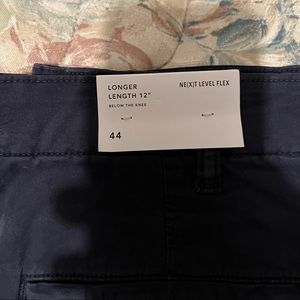 LONGER
LENGTH 12"
BELOW THE KNEE
NE(X)T LEVEL FLEX
44